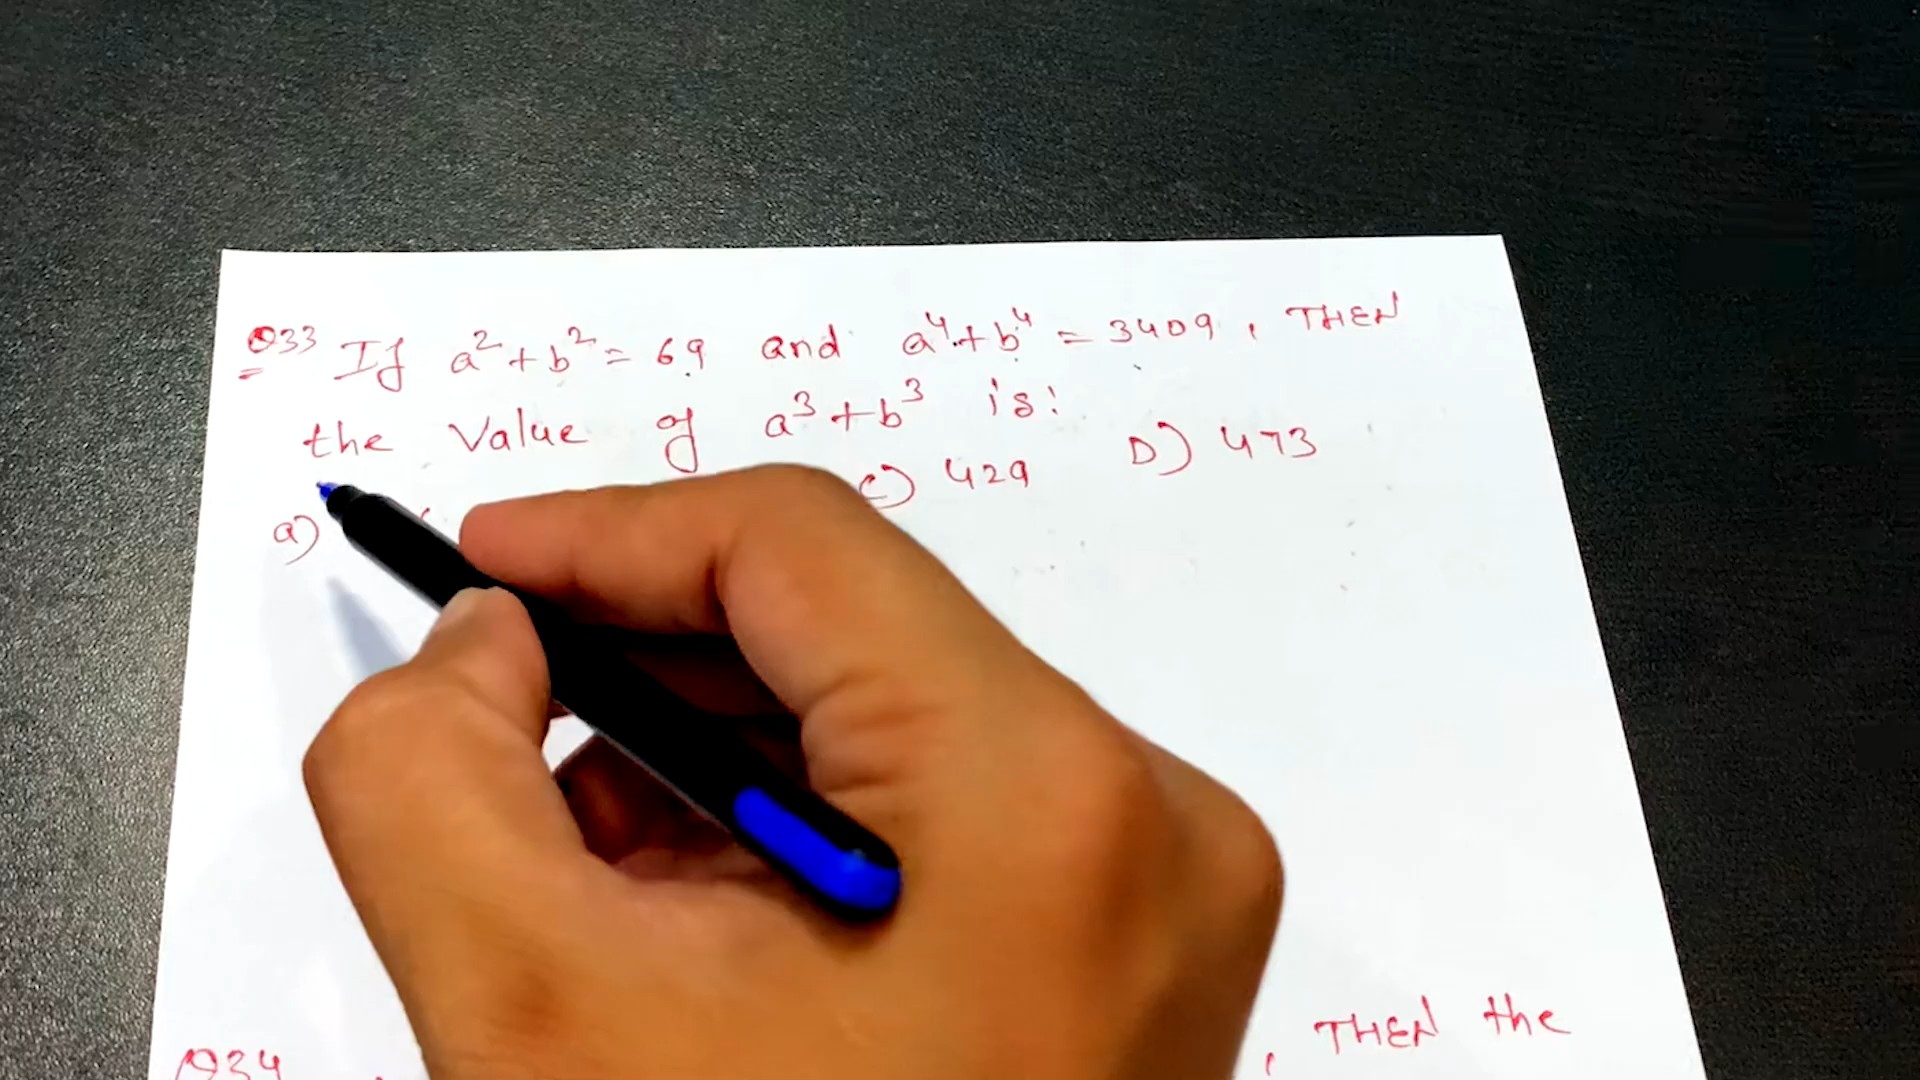 Q33 If a²+b²= 69 and a⁴+b⁴ = 3409, THEN
the value of a³+b³ is:
a) C) 429 D) 473
, THEN the
Q34